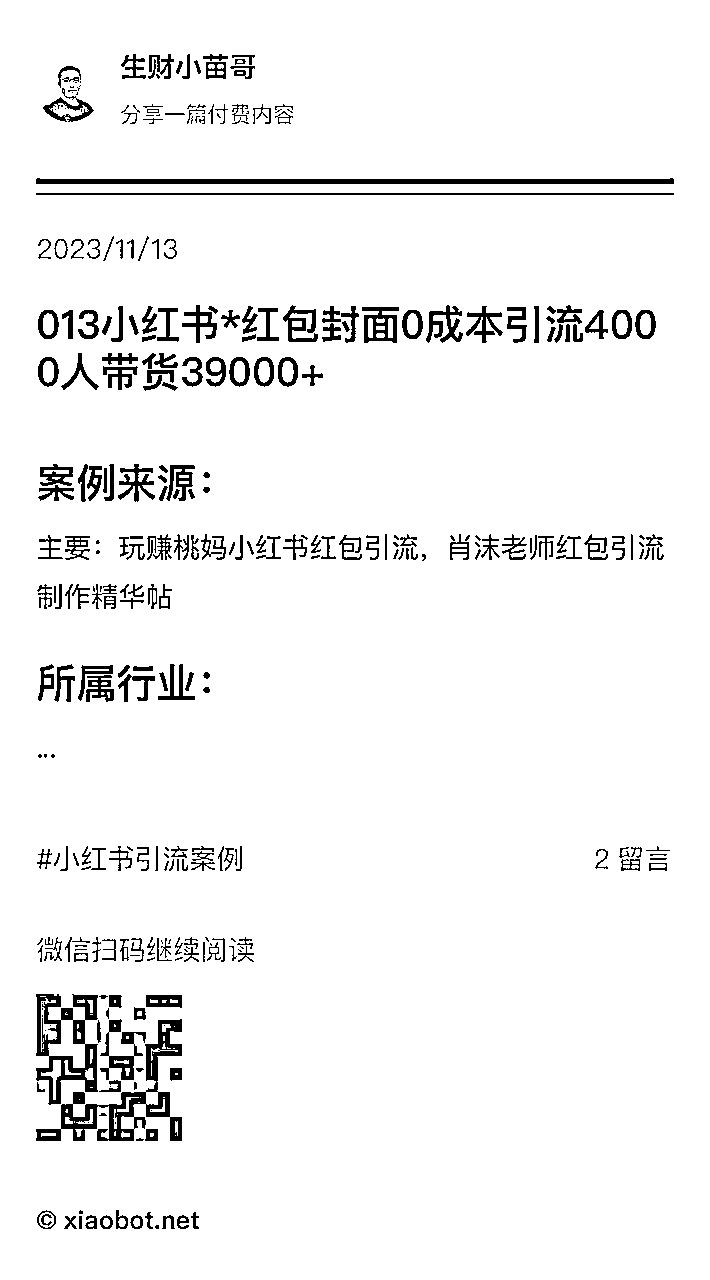 生财小苗哥
分享一篇付费内容
2023/11/13
013小红书*红包封面0成本引流400
0人带货39000+
案例来源：
主要：玩赚桃妈小红书红包引流，肖沫老师红包引流
制作精华帖
所属行业：
...
#小红书引流案例
2 留言
微信扫码继续阅读
© xiaobot.net